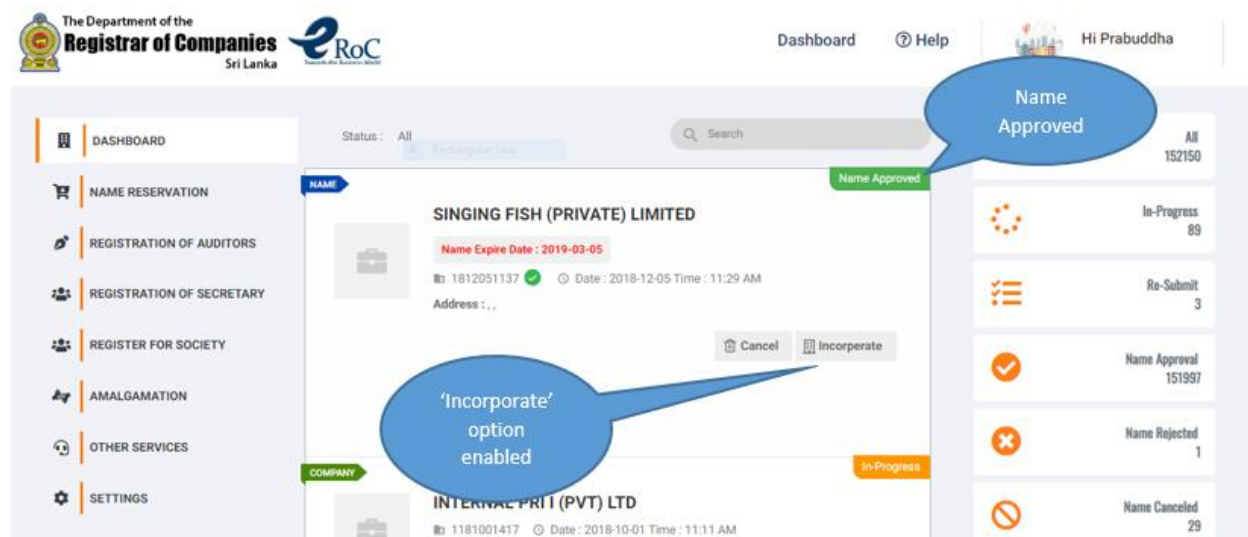 The Department of the
Registrar of Companies
Sri Lanka
eRoC
Dashboard
Help
Hi Prabuddha
Name
Approved
DASHBOARD
NAME RESERVATION
REGISTRATION OF AUDITORS
REGISTRATION OF SECRETARY
REGISTER FOR SOCIETY
AMALGAMATION
OTHER SERVICES
SETTINGS
Status : All
Search
NAME
Name Approved
SINGING FISH (PRIVATE) LIMITED
Name Expire Date : 2019-03-05
1812051137 Date : 2018-12-05 Time : 11:29 AM
Address : , ,
Cancel
Incorperate
'Incorporate'
option
enabled
COMPANY
In-Progress
(PVT) LTD
1181001417 Date : 2018-10-01 Time : 11:11 AM
All
152150
In-Progress
89
Re-Submit
3
Name Approval
151997
Name Rejected
1
Name Canceled
29